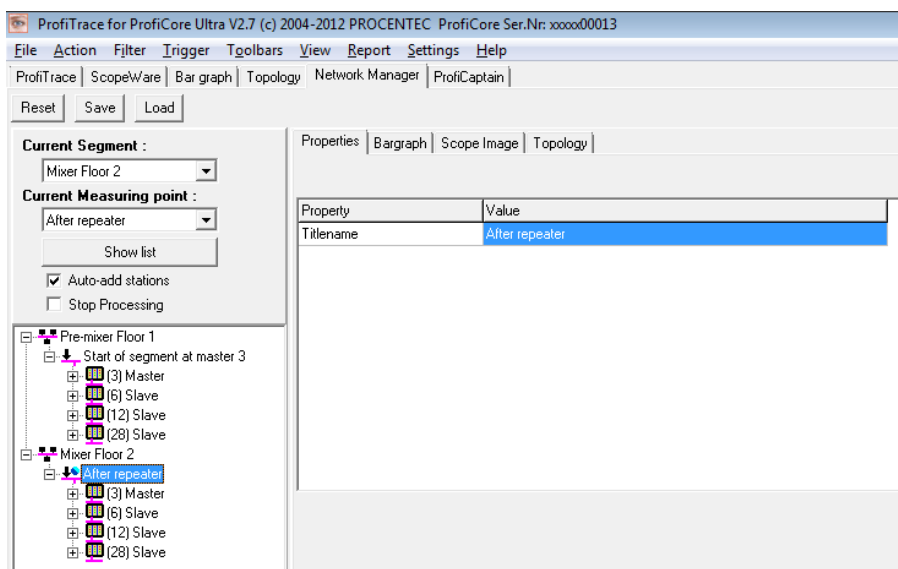 ProfiTrace for ProfiCore Ultra V2.7 (c) 2004-2012 PROCENTEC ProfiCore Ser.Nr: xxxxx00013
File Action Filter Trigger Toolbars View Report Settings Help
ProfiTrace ScopeWare Bar graph Topology Network Manager ProfiCaptain
Reset Save Load
Current Segment :
Mixer Floor 2
Current Measuring point :
After repeater
Show list
Auto-add stations
Stop Processing
Pre-mixer Floor 1
Start of segment at master 3
(3) Master
(6) Slave
(12) Slave
(28) Slave
Mixer Floor 2
After repeater
(3) Master
(6) Slave
(12) Slave
(28) Slave
Properties Bargraph Scope Image Topology
Property Value
Titlename After repeater